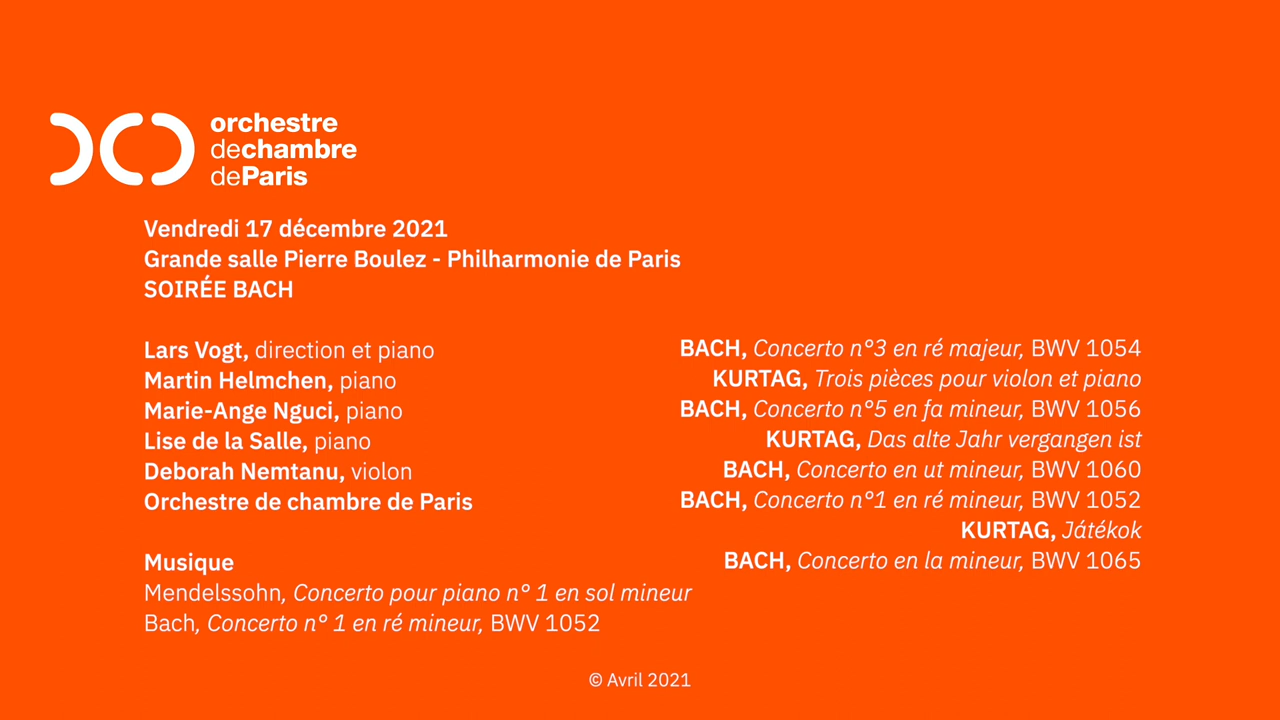 orchestre
dechambre
deParis
Vendredi 17 décembre 2021
Grande salle Pierre Boulez - Philharmonie de Paris
SOIRÉE BACH
Lars Vogt, direction et piano
Martin Helmchen, piano
Marie-Ange Nguci, piano
Lise de la Salle, piano
Deborah Nemtanu, violon
Orchestre de chambre de Paris
Musique
Mendelssohn, Concerto pour piano n° 1 en sol mineur
Bach, Concerto n° 1 en ré mineur, BWV 1052
BACH, Concerto n°3 en ré majeur, BWV 1054
KURTAG, Trois pièces pour violon et piano
BACH, Concerto n°5 en fa mineur, BWV 1056
KURTAG, Das alte Jahr vergangen ist
BACH, Concerto en ut mineur, BWV 1060
BACH, Concerto n°1 en ré mineur, BWV 1052
KURTAG, Játékok
BACH, Concerto en la mineur, BWV 1065
© Avril 2021